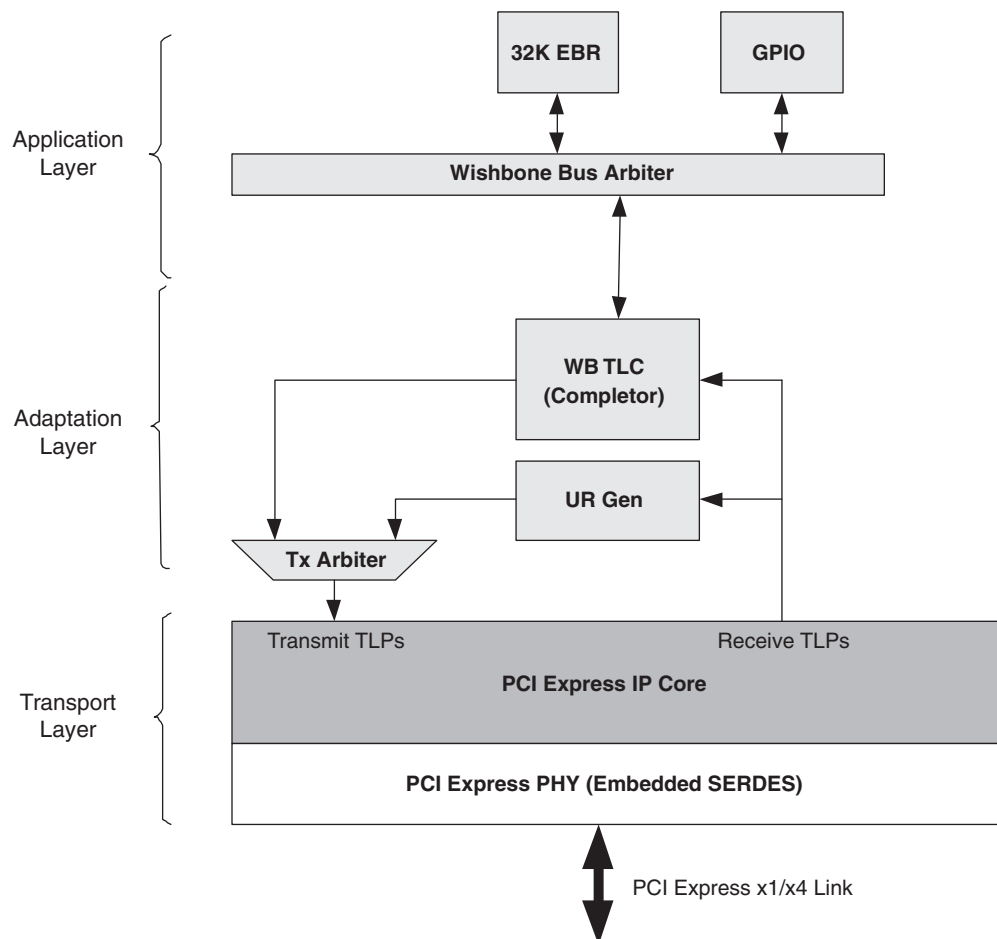 32K EBR
GPIO
Application
Layer
Wishbone Bus Arbiter
WB TLC
(Completor)
Adaptation
Layer
UR Gen
Tx Arbiter
Transmit TLPs
Receive TLPs
PCI Express IP Core
Transport
Layer
PCI Express PHY (Embedded SERDES)
PCI Express x1/x4 Link